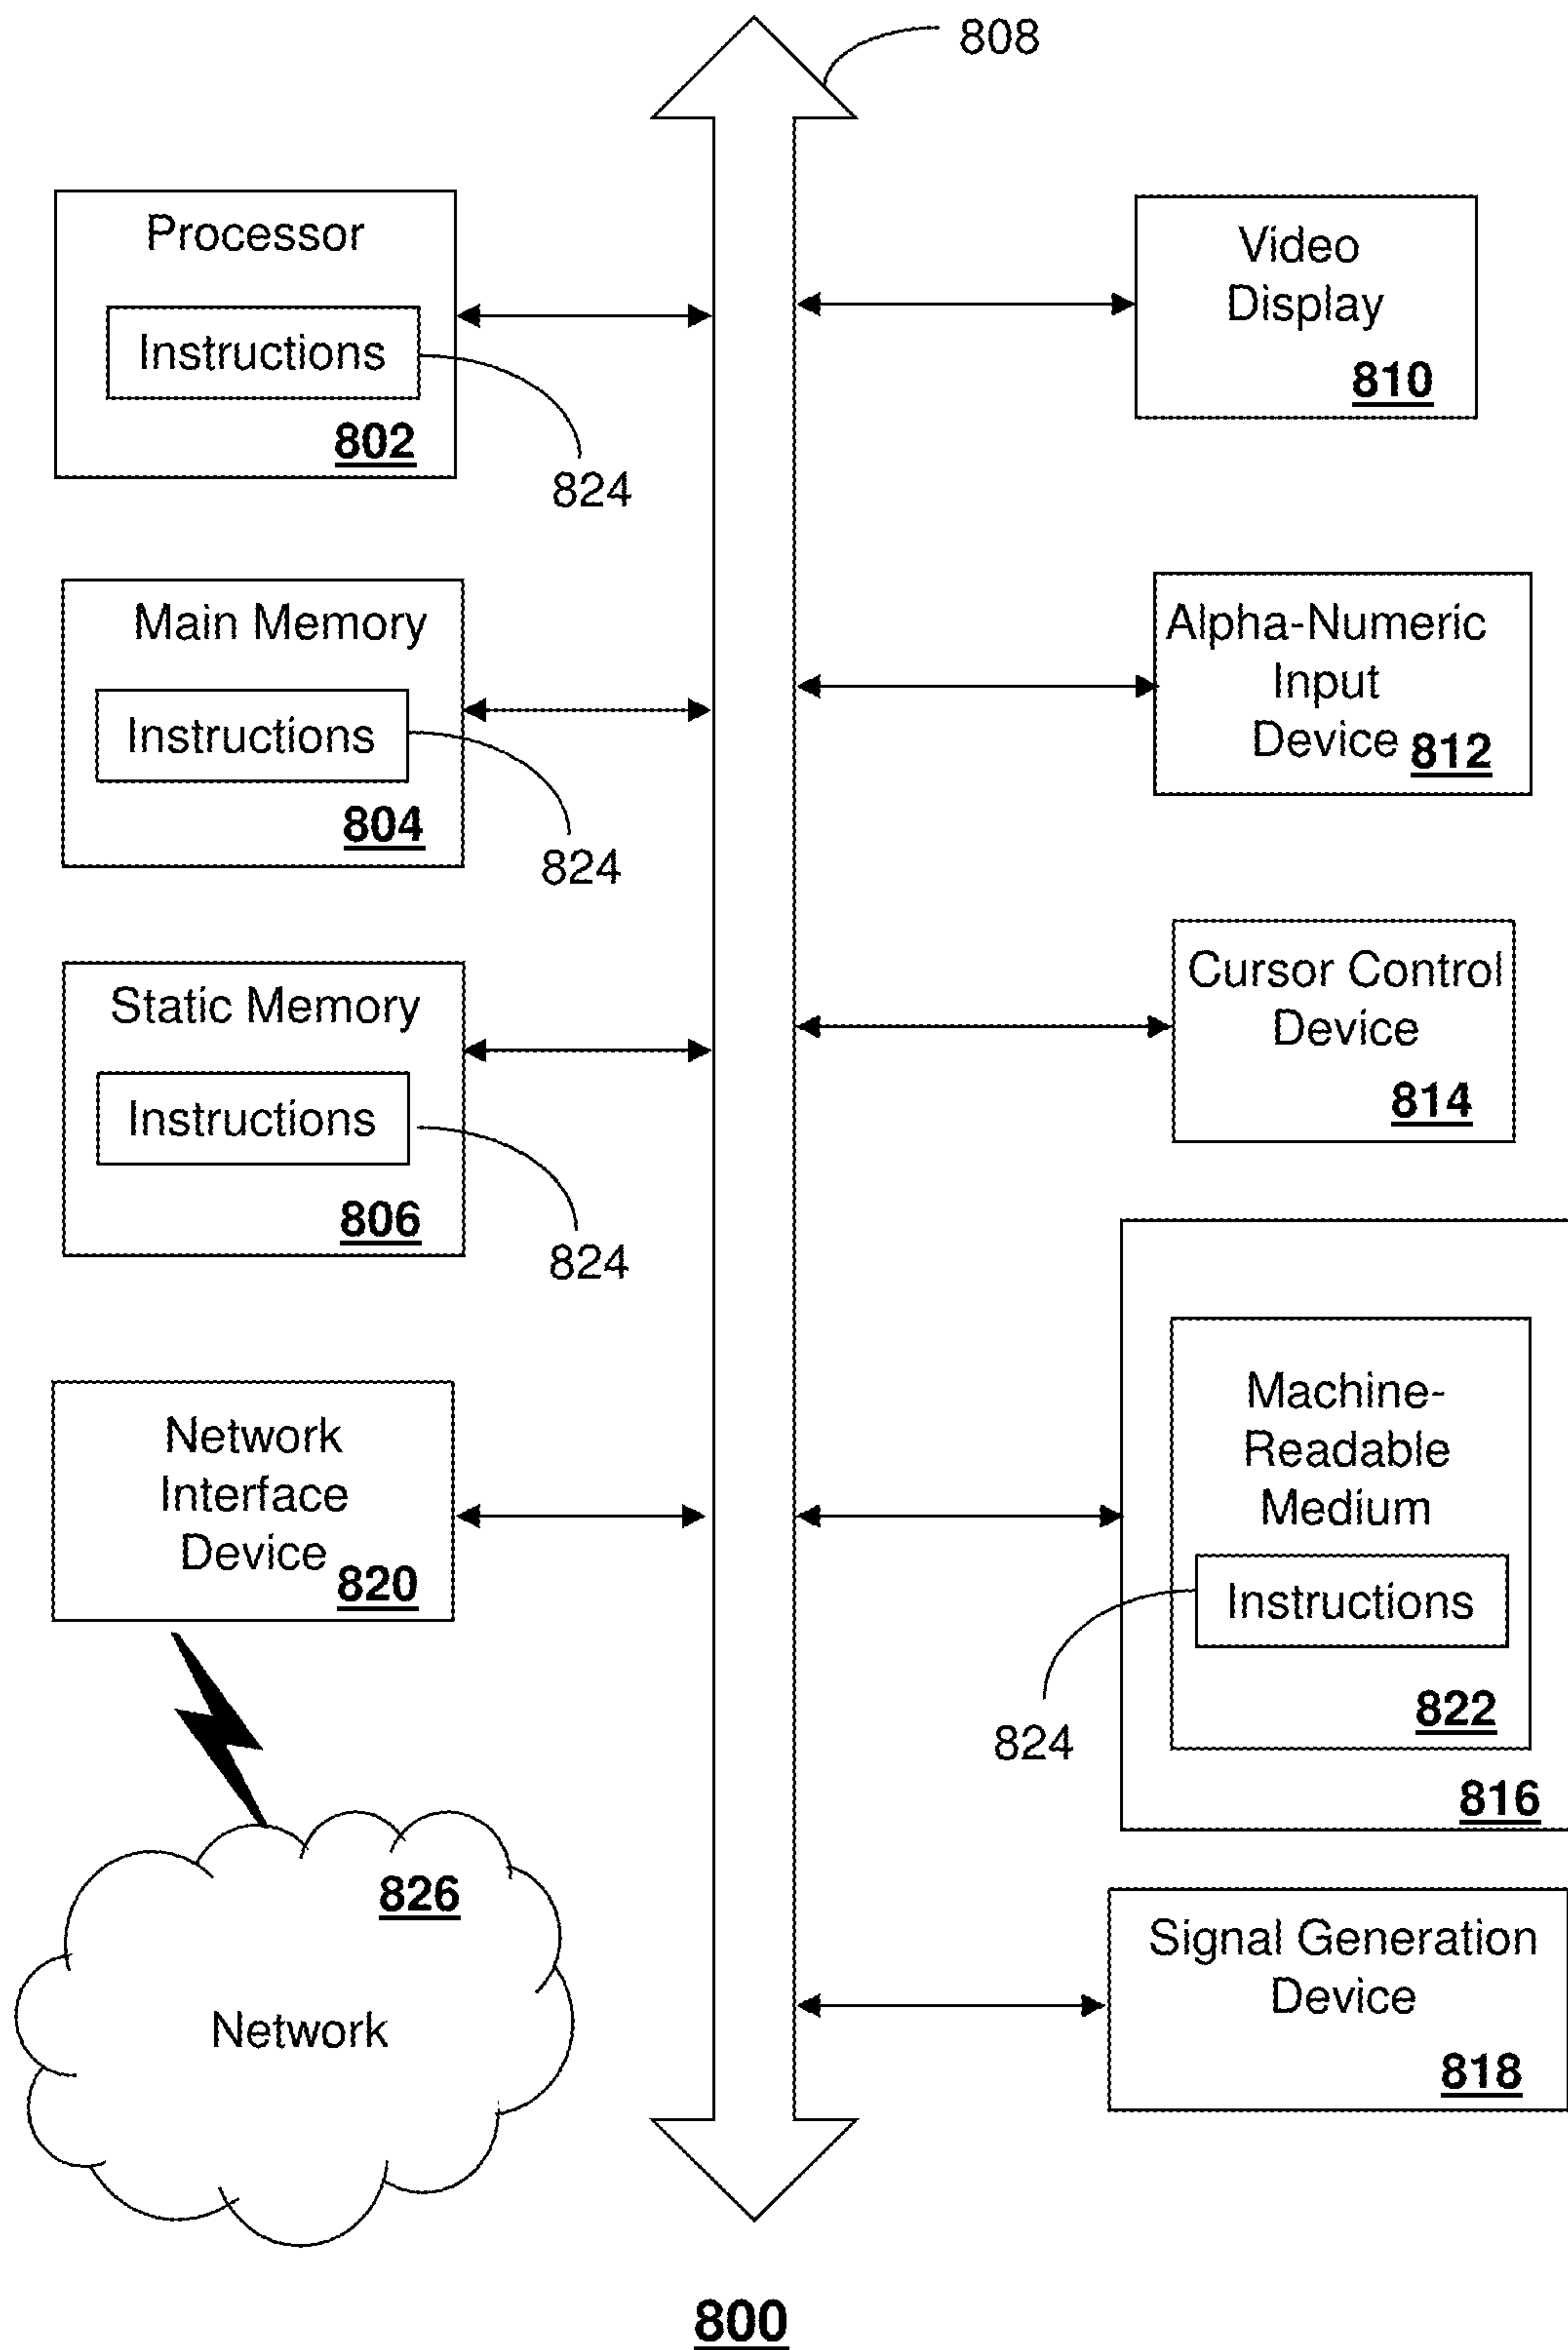 808
Processor
Instructions
802
824
Main Memory
Instructions
804
824
Static Memory
Instructions
806
824
Network
Interface
Device
820
826
Network
Video
Display
810
Alpha-Numeric
Input
Device 812
Cursor Control
Device
814
Machine-
Readable
Medium
Instructions
822
824
816
Signal Generation
Device
818
800